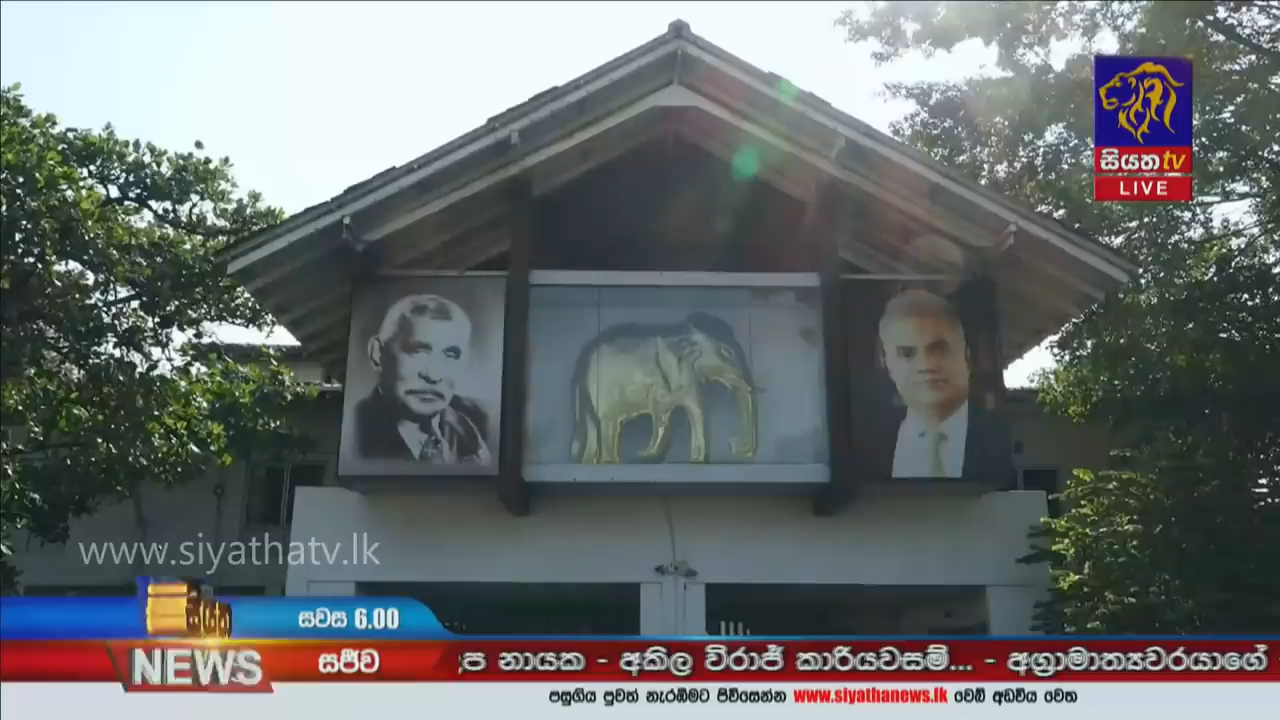 සියත tv
LIVE
www.siyathatv.lk
සියත
සවස 6.00
NEWS
සජීව
නායක - අකිල විරාජ් කාරියවසම්... - අග්‍රාමාත්‍යවරයාගේ
පසුගිය පුවත් නැරඹීමට පිවිසෙන්න www.siyathanews.lk වෙබ් අඩවිය වෙත